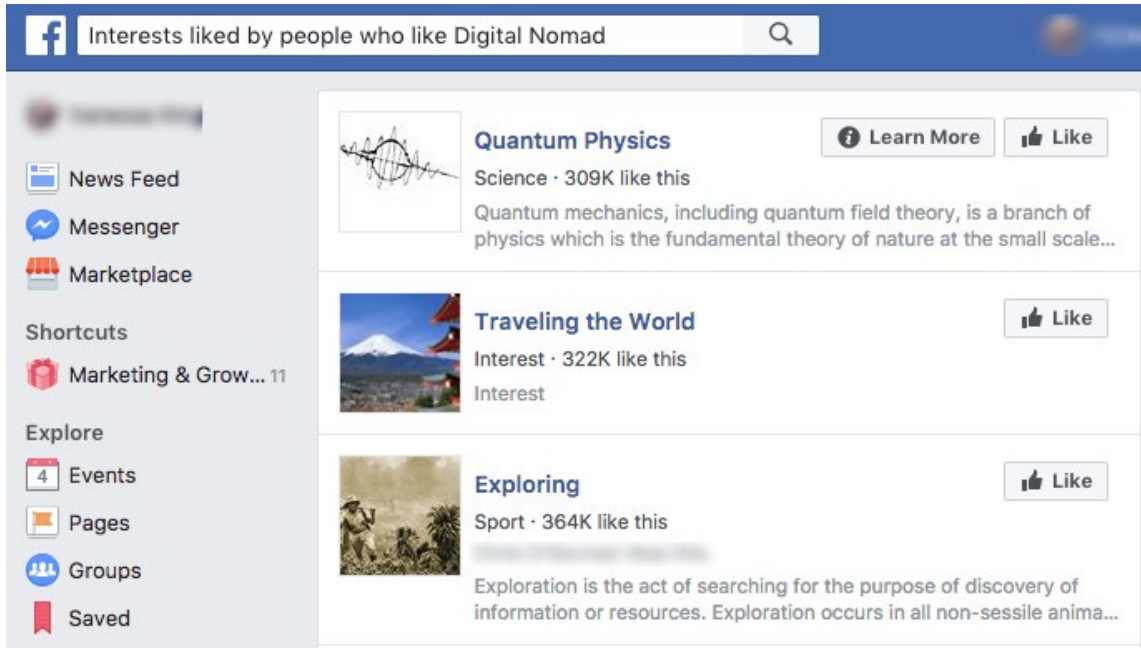 f
Interests liked by people who like Digital Nomad
News Feed
Messenger
Marketplace
Shortcuts
Marketing & Grow... 11
Explore
4 Events
Pages
Groups
Saved
Quantum Physics
Learn More
Like
Science · 309K like this
Quantum mechanics, including quantum field theory, is a branch of
physics which is the fundamental theory of nature at the small scale...
Traveling the World
Like
Interest · 322K like this
Interest
Exploring
Like
Sport · 364K like this
Exploration is the act of searching for the purpose of discovery of
information or resources. Exploration occurs in all non-sessile anima...